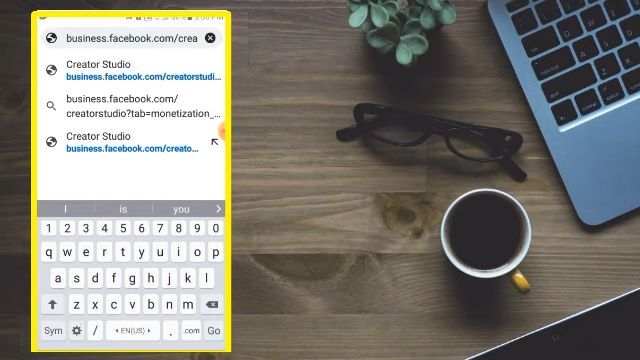 business.facebook.com/crea
Creator Studio
business.facebook.com/creatorstudi...
business.facebook.com/
creatorstudio?tab=monetization_...
Creator Studio
business.facebook.com/creato...
I is you
1 2 3 4 5 6 7 8 9 0
q w e r t y u i o p
a s d f g h j k l
z x c v b n m
Sym / EN(US) . .com Go